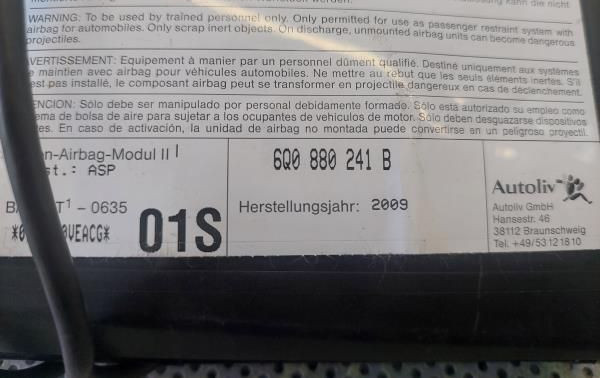 WARNING: To be used by trained personnel only. Only permitted for use as passenger restraint system with
airbag for automobiles. Only scrap inert objects. On discharge, unmounted airbag units can become dangerous
projectiles.
VERTISSEMENT: Equipement à manier par un personnel dûment qualifié. Destiné uniquement aux systèmes
e maintien avec airbag pour véhicules automobiles. Ne mettre au rebut que les seuls éléments inertes. S'il
est pas installé, le composant airbag peut se transformer en projectile dangereux en cas de déclenchement.
ENCION: Sólo debe ser manipulado por personal debidamente formado. Sólo está autorizado su empleo como
ema de bolsa de aire para sujetar a los ocupantes de vehículos de motor. Sólo deben desguazarse dispositivos
tes. En caso de activación, la unidad de airbag no montada puede convertirse en un peligroso proyectil.
n-Airbag-Modul II
st.: ASP
6Q0 880 241 B
B T1 - 0635
01S
Herstellungsjahr: 2009
VEACG*
Autoliv
Autoliv GmbH
Hansestr. 46
38112 Braunschweig
Tel. +49/53121810